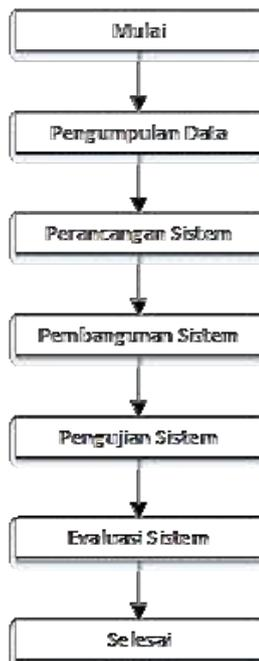 Mulai
Pengumpulan Data
Perancangan Sistem
Pembangunan Sistem
Pengujian Sistem
Evaluasi Sistem
Selesai